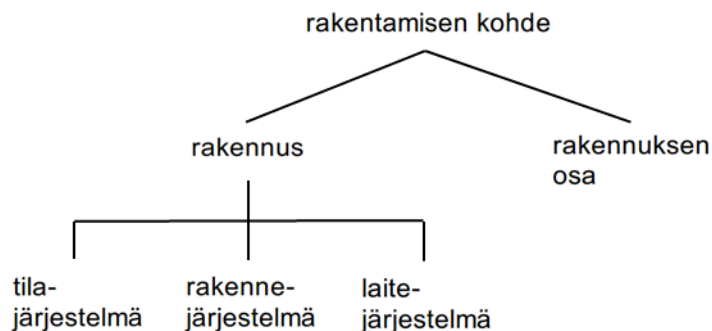 rakentamisen kohde
rakennus
rakennuksen
osa
tila-
järjestelmä
rakenne-
järjestelmä
laite-
järjestelmä